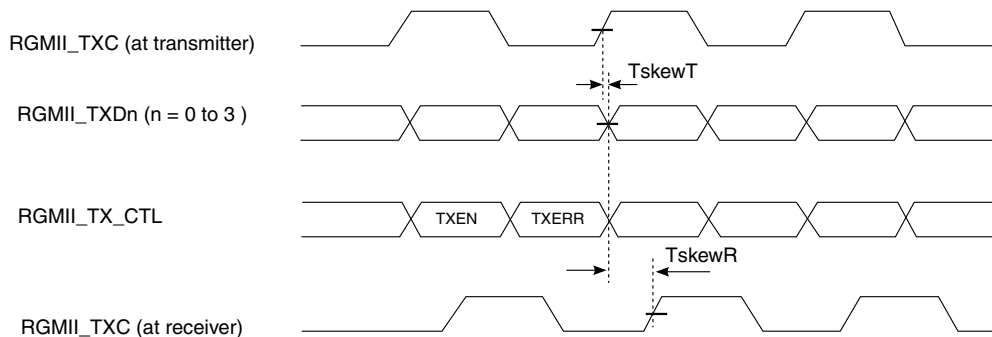 RGMII_TXC (at transmitter)
TskewT
RGMII_TXDn (n = 0 to 3 )
RGMII_TX_CTL
TXEN
TXERR
TskewR
RGMII_TXC (at receiver)